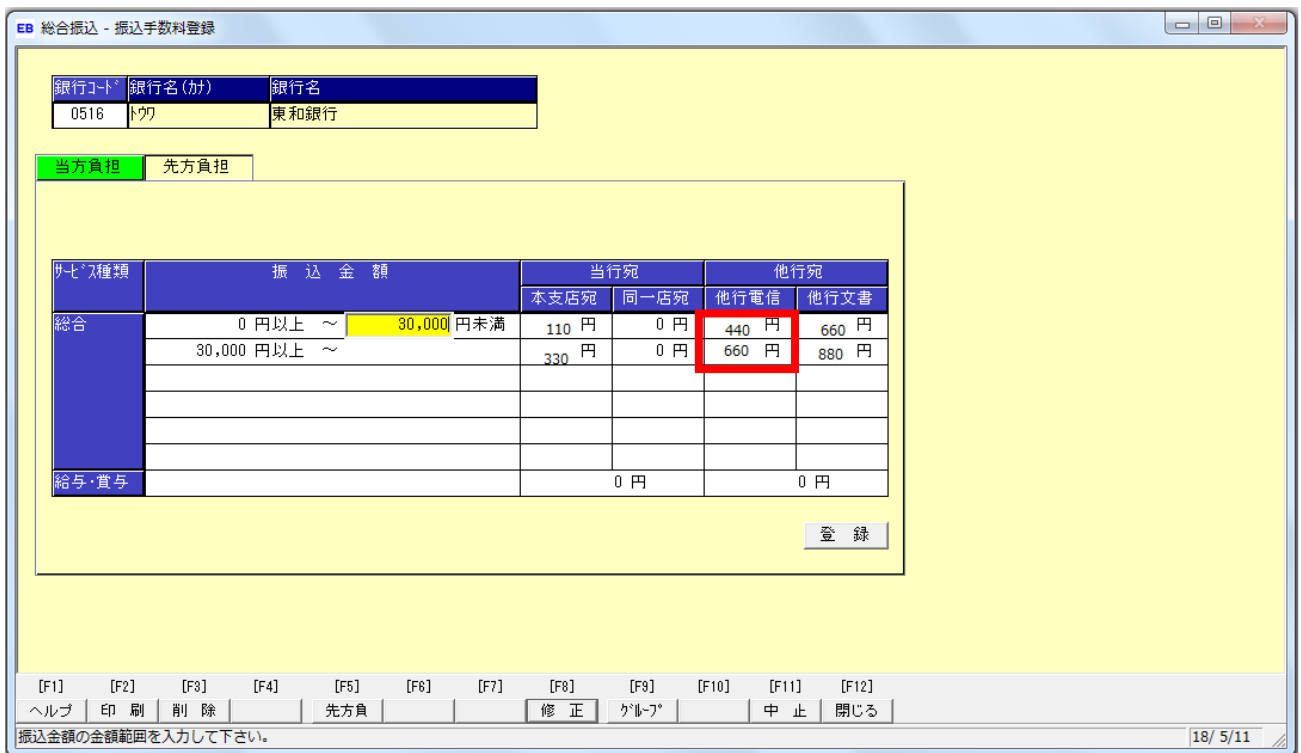 EB 総合振込 - 振込手数料登録
銀行ｺｰﾄﾞ 銀行名(ｶﾅ) 銀行名
0516 ﾄｳﾜ 東和銀行
当方負担 先方負担
ｻｰﾋﾞｽ種類 振 込 金 額 当行宛 他行宛
本支店宛 同一店宛 他行電信 他行文書
総合 0 円以上 ～ 30,000 円未満 110 円 0 円 440 円 660 円
30,000 円以上 ～ 330 円 0 円 660 円 880 円
給与･賞与 0 円 0 円
登 録
[F1] [F2] [F3] [F4] [F5] [F6] [F7] [F8] [F9] [F10] [F11] [F12]
ヘルプ 印 刷 削 除 先方負 修 正 ｸﾞﾙｰﾌﾟ 中 止 閉じる
振込金額の金額範囲を入力して下さい。 18/ 5/11